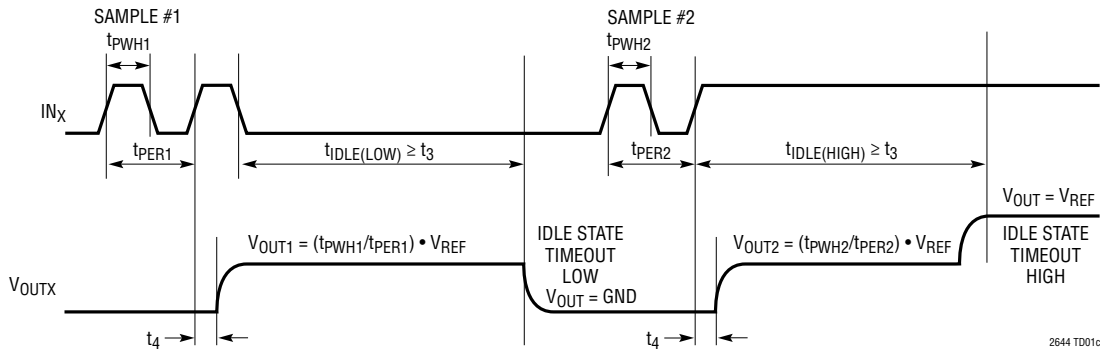 SAMPLE #1
SAMPLE #2
tPWH1
tPWH2
INX
tPER1
tIDLE(LOW) ≥ t3
tPER2
tIDLE(HIGH) ≥ t3
VOUT = VREF
VOUT1 = (tPWH1/tPER1) • VREF
IDLE STATE
TIMEOUT
LOW
VOUT2 = (tPWH2/tPER2) • VREF
IDLE STATE
TIMEOUT
HIGH
VOUTX
VOUT = GND
t4
t4
2644 TD01c